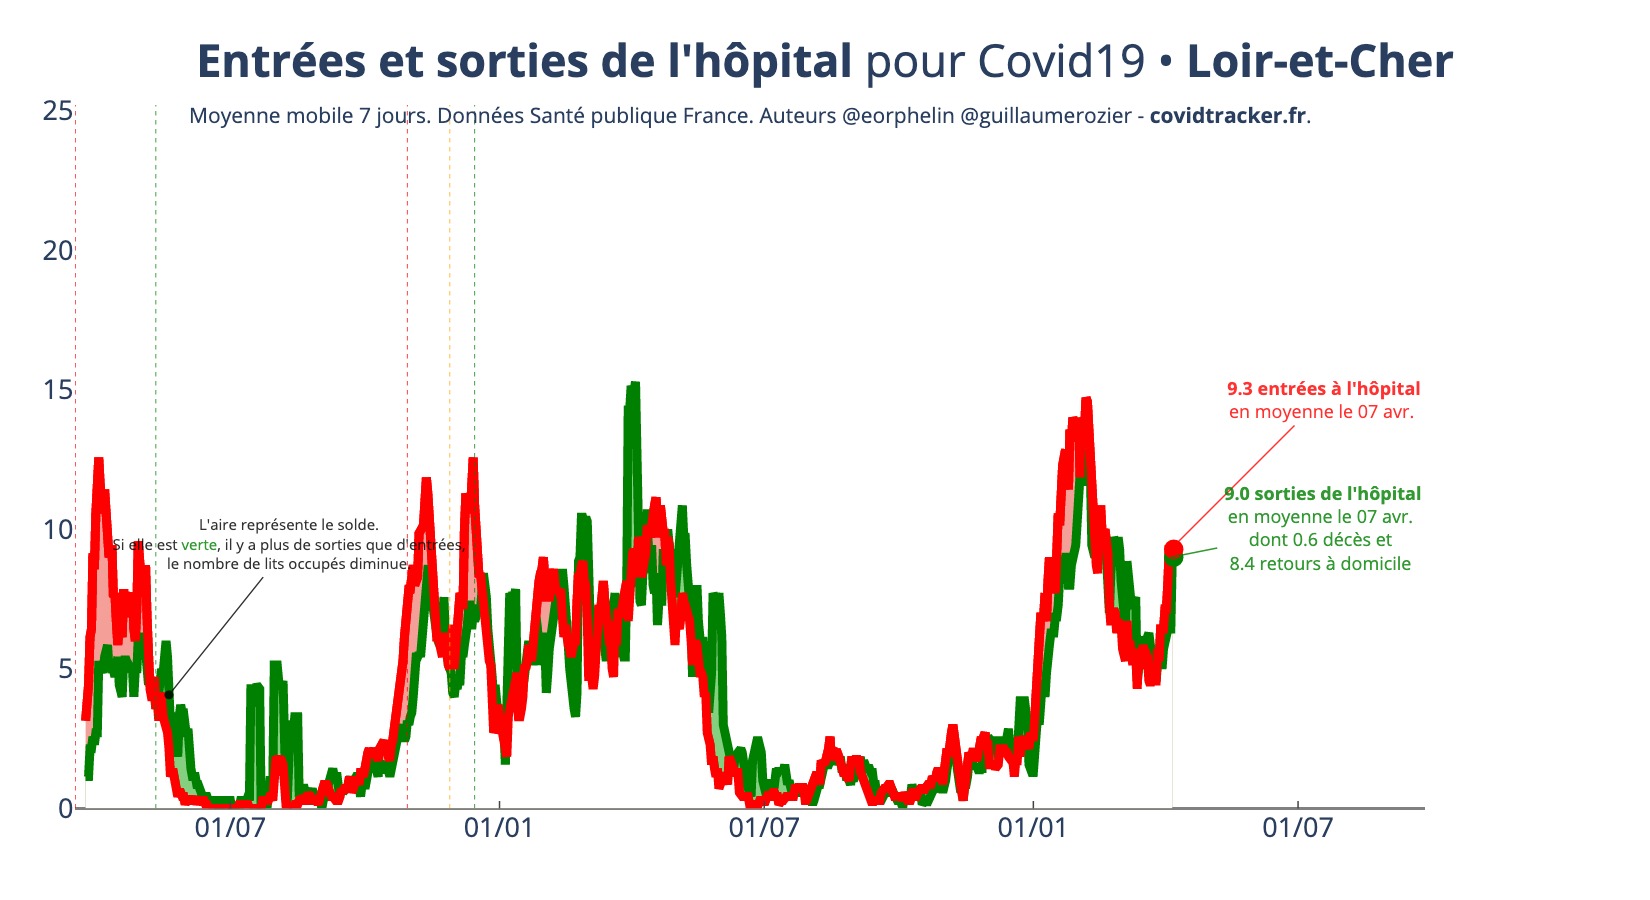 Entrées et sorties de l'hôpital pour Covid19 • Loir-et-Cher
Moyenne mobile 7 jours. Données Santé publique France. Auteurs @eorphelin @guillaumerozier - covidtracker.fr.
25
20
15
10
5
0
L'aire représente le solde.
Si elle est verte, il y a plus de sorties que d'entrées,
le nombre de lits occupés diminue.
9.3 entrées à l'hôpital
en moyenne le 07 avr.
9.0 sorties de l'hôpital
en moyenne le 07 avr.
dont 0.6 décès et
8.4 retours à domicile
01/07
01/01
01/07
01/01
01/07